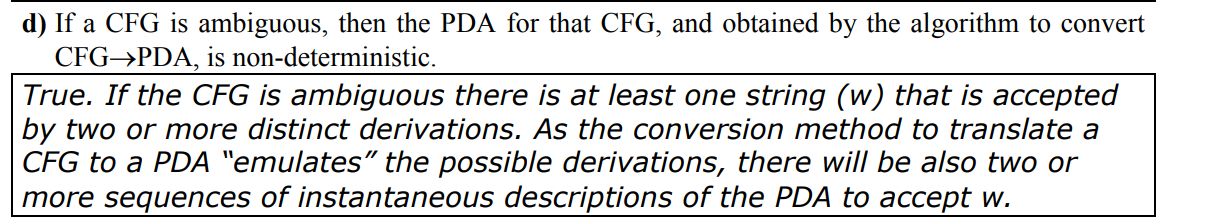 d) If a CFG is ambiguous, then the PDA for that CFG, and obtained by the algorithm to convert
CFG→PDA, is non-deterministic.
True. If the CFG is ambiguous there is at least one string (w) that is accepted
by two or more distinct derivations. As the conversion method to translate a
CFG to a PDA “emulates” the possible derivations, there will be also two or
more sequences of instantaneous descriptions of the PDA to accept w.